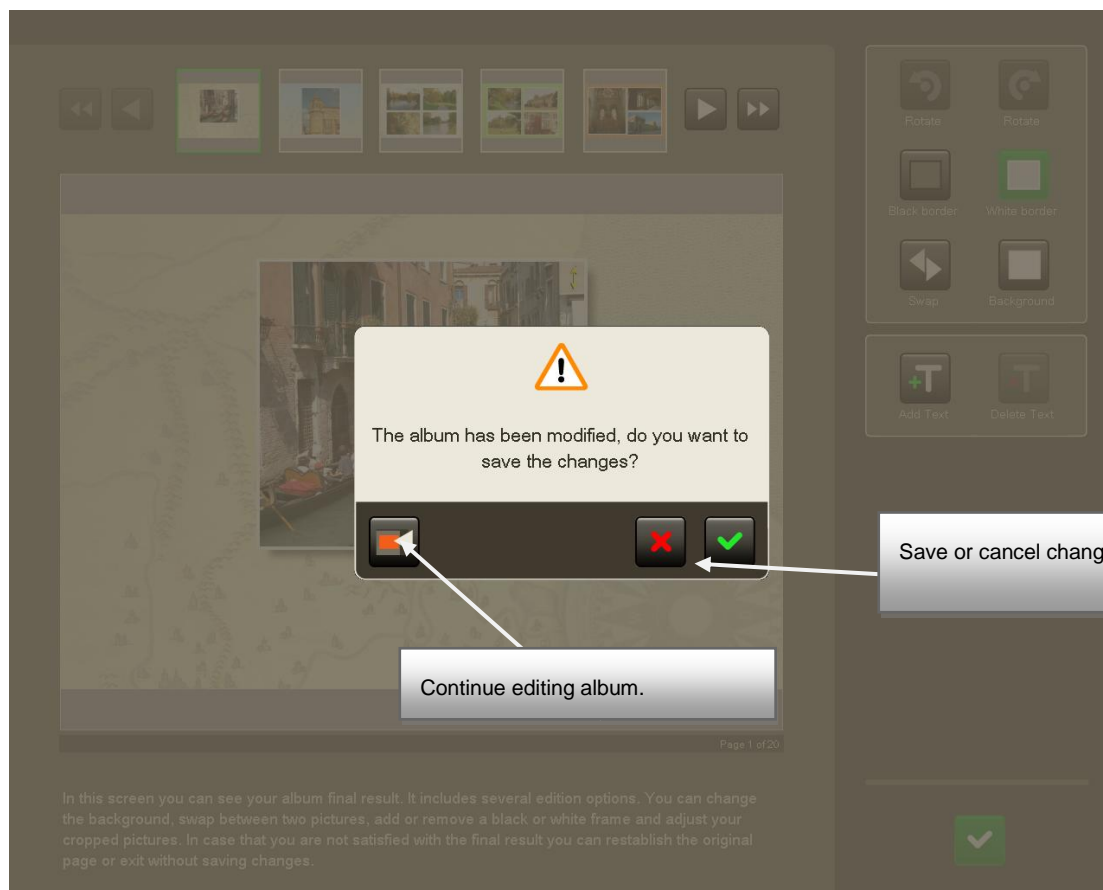 Rotate
Rotate
Black border
White border
Swap
Background
Add Text
Delete Text
The album has been modified, do you want to
save the changes?
Save or cancel chang
Continue editing album.
Page 1 of 20
In this screen you can see your album final result. It includes several edition options. You can change
the background, swap between two pictures, add or remove a black or white frame and adjust your
cropped pictures. In case that you are not satisfied with the final result you can restablish the original
page or exit without saving changes.